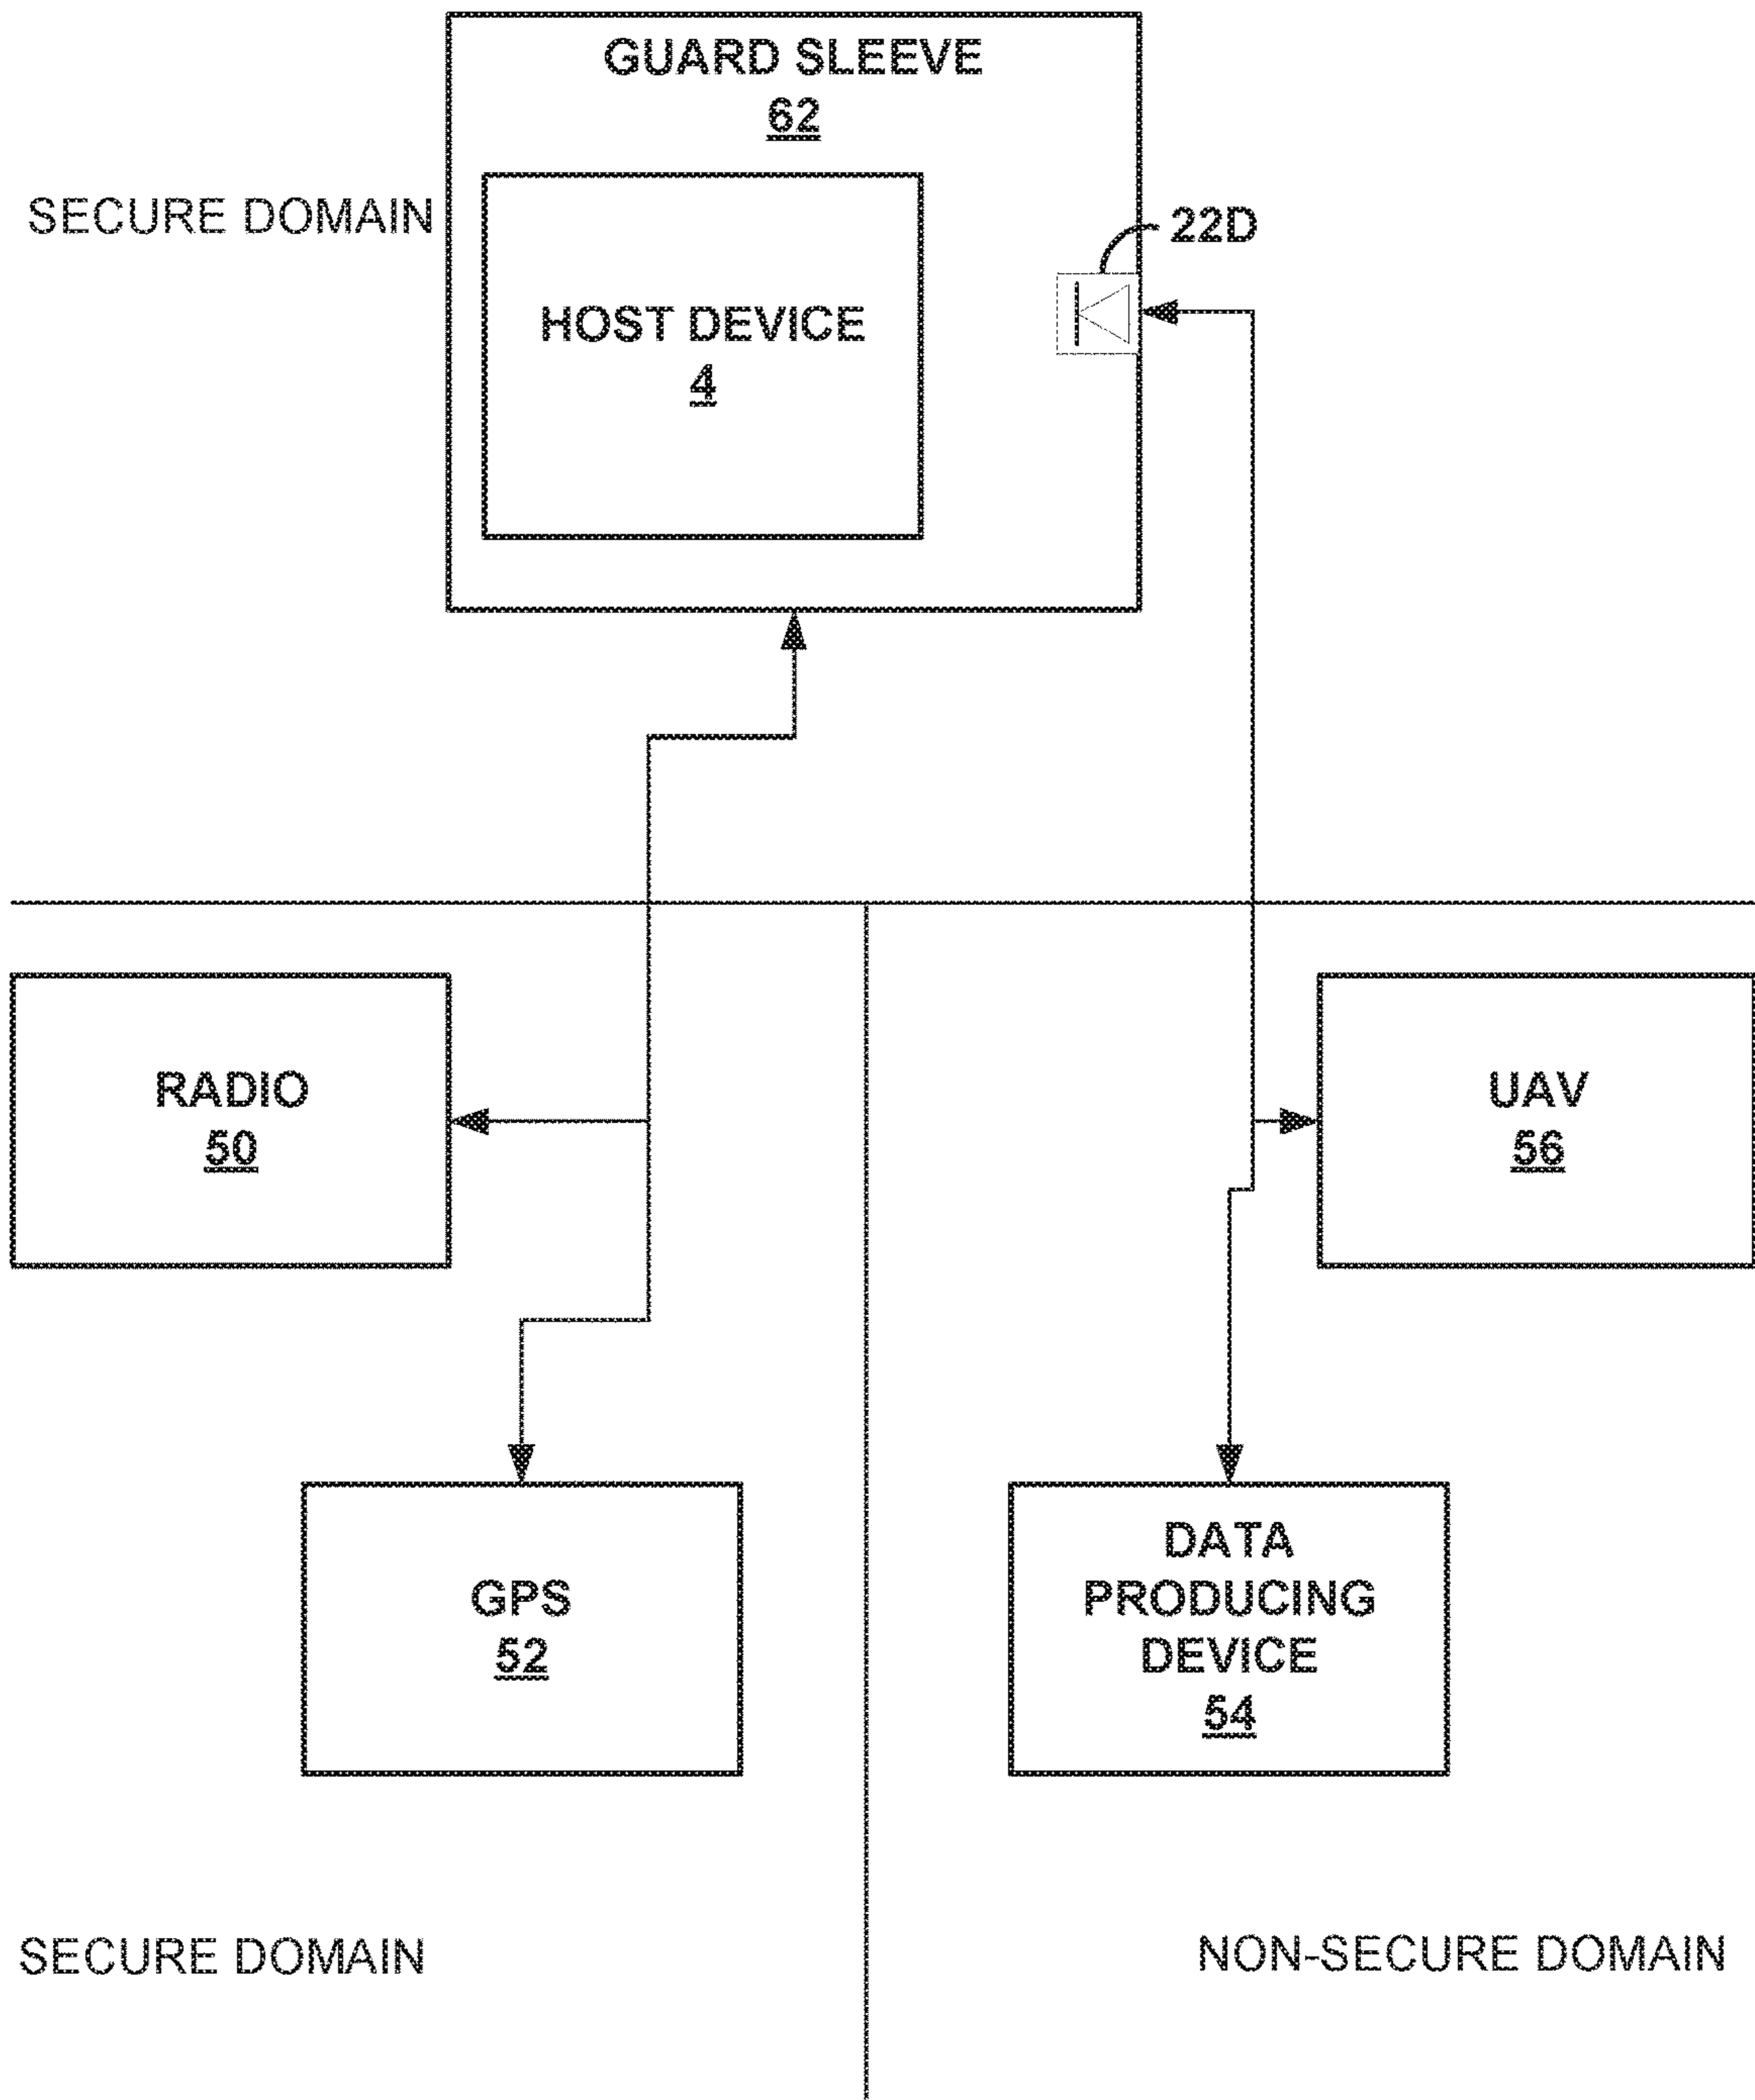 GUARD SLEEVE
62
SECURE DOMAIN
22D
HOST DEVICE
4
RADIO
50
UAV
56
GPS
52
DATA
PRODUCING
DEVICE
54
SECURE DOMAIN
NON-SECURE DOMAIN